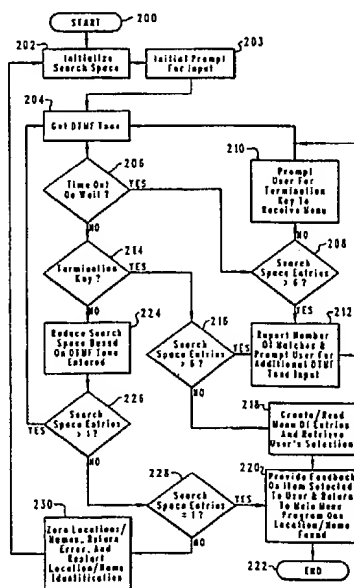 START
200
202
203
Initialize
Search Space
Initial Prompt
For Input
204
Get DTMF Tone
206
Time Out
On Wait ?
YES
210
Prompt
User For
Termination
Key To
Receive Menu
NO
NO
214
Termination
Key?
YES
208
Search
Space Entries
> 6 ?
YES
NO
224
Reduce Search
Space Based
On DTMF Tone
Entered
216
Search
Space Entries
> 6 ?
YES
212
Report Number
Of Matches &
Prompt User For
Additional DTMF
Tone Input
226
Search
Space Entries
> 1 ?
YES
NO
NO
218
Create/Read
Menu Of Entries
And Retrieve
User's Selection
228
Search
Space Entries
= 1 ?
YES
NO
220
Provide Feedback
On Item Selected
To User & Return
To Main Menu
Program One
Location/Name
Found
230
Zero Locations/
Names, Return
Error, And
Restart
Location/Name
Identification
222
END